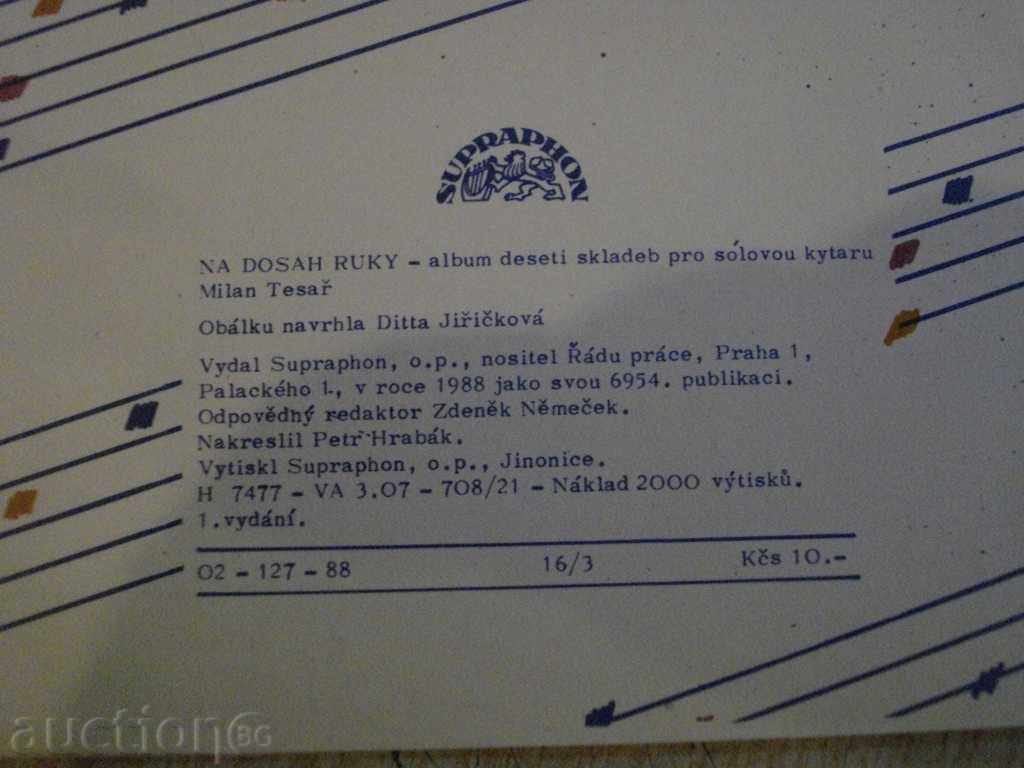 SUPRAPHON
NA DOSAH RUKY – album deseti skladeb pro sólovou kytaru
Milan Tesař
Obálku navrhla Ditta Jiřičková
Vydal Supraphon, o.p., nositel Řádu práce, Praha 1,
Palackého 1., v roce 1988 jako svou 6954. publikaci.
Odpovědný redaktor Zdeněk Němeček.
Nakreslil Petr Hrabák.
Vytiskl Supraphon, o.p., Jinonice.
H 7477 – VA 3.07 – 708/21 – Náklad 2000 výtisků.
1. vydání.
02 – 127 – 88 16/3 Kčs 10.–
auction BG